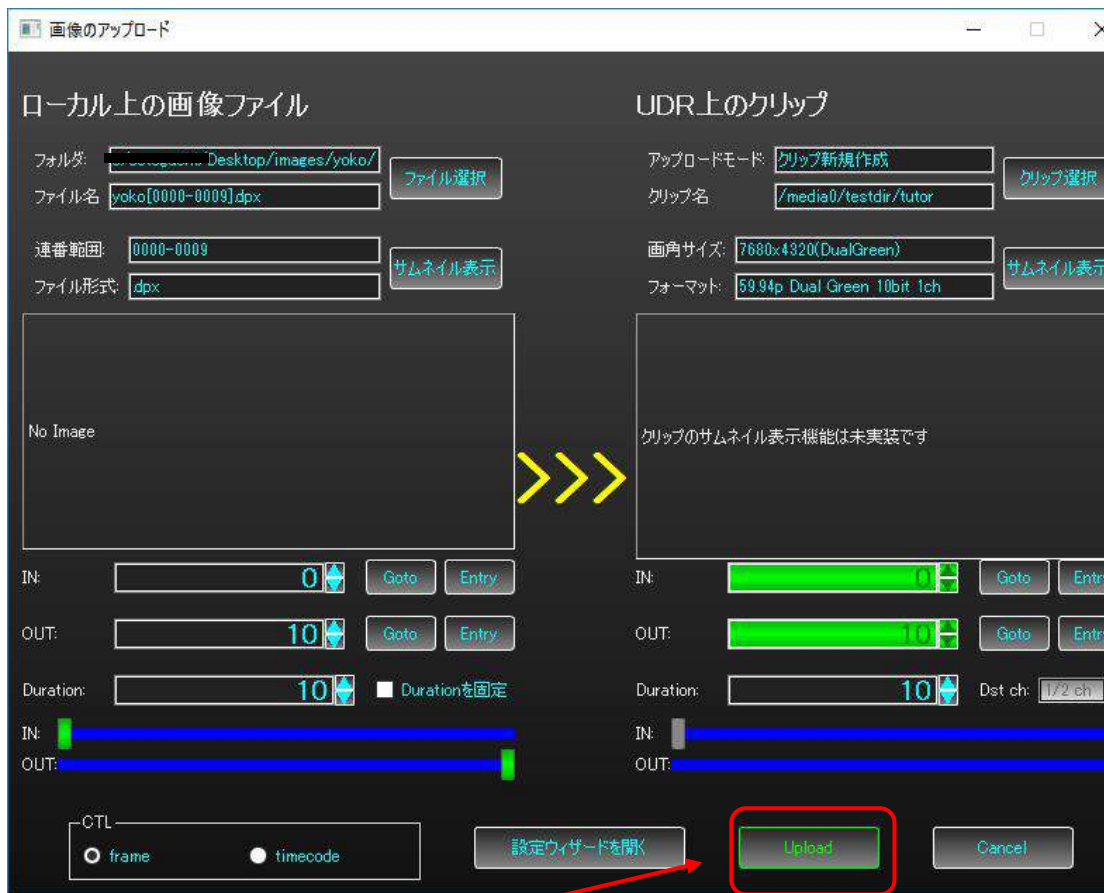 画像のアップロード
ローカル上の画像ファイル
フォルダ: Desktop/images/yoko/
ファイル選択
ファイル名 yoko[0000-0009].dpx
連番範囲: 0000-0009
サムネイル表示
ファイル形式: .dpx
No Image
IN: 0 Goto Entry
OUT: 10 Goto Entry
Duration: 10 Durationを固定
IN:
OUT:
UDR上のクリップ
アップロードモード: クリップ新規作成
クリップ選択
クリップ名 /media0/testdir/tutor
画角サイズ: 7680x4320(DualGreen)
サムネイル表示
フォーマット: 59.94p Dual Green 10bit 1ch
クリップのサムネイル表示機能は未実装です
IN: 0 Goto Entr
OUT: 10 Goto Entr
Duration: 10 Dst ch: 1/2 ch
IN:
OUT:
CTL
frame timecode
設定ウィザードを開く
Upload
Cancel